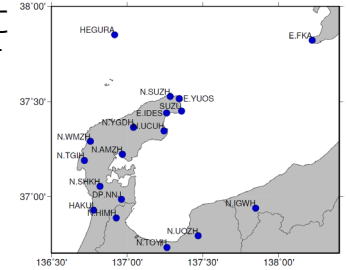 38°00'
HEGURA
E.FKA
N.SUZH
E.YUOS
37°30'
SUZU
E.IDES
N.YGDH
N.UCUH
N.WMZH
N.AMZH
N.TGIH
N.SHKH
DP.NNJ
37°00'
HAKUI
N.HIMH
N.IGWH
N.UOZH
N.TOYH
136°30'
137°00'
137°30'
138°00'